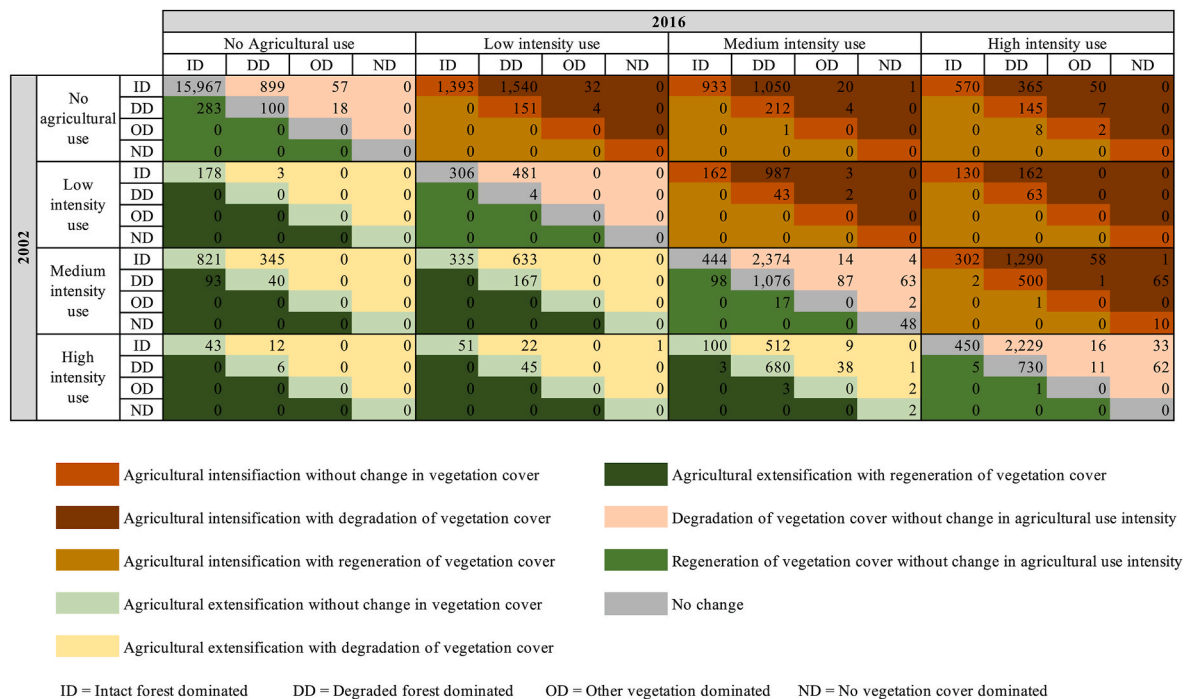 2016
No Agricultural use Low intensity use Medium intensity use High intensity use
ID DD OD ND ID DD OD ND ID DD OD ND ID DD OD ND
2002
No agricultural use
ID 15,967 899 57 0 1,393 1,540 32 0 933 1,050 20 1 570 365 50 0
DD 283 100 18 0 0 151 4 0 0 212 4 0 0 145 7 0
OD 0 0 0 0 0 0 0 0 0 1 0 0 0 8 2 0
ND 0 0 0 0 0 0 0 0 0 0 0 0 0 0 0 0
Low intensity use
ID 178 3 0 0 306 481 0 0 162 987 3 0 130 162 0 0
DD 0 0 0 0 0 4 0 0 0 43 2 0 0 63 0 0
OD 0 0 0 0 0 0 0 0 0 0 0 0 0 0 0 0
ND 0 0 0 0 0 0 0 0 0 0 0 0 0 0 0 0
Medium intensity use
ID 821 345 0 0 335 633 0 0 444 2,374 14 4 302 1,290 58 1
DD 93 40 0 0 0 167 0 0 98 1,076 87 63 2 500 1 65
OD 0 0 0 0 0 0 0 0 0 17 0 2 0 1 0 0
ND 0 0 0 0 0 0 0 0 0 0 0 48 0 0 0 10
High intensity use
ID 43 12 0 0 51 22 0 1 100 512 9 0 450 2,229 16 33
DD 0 6 0 0 0 45 0 0 3 680 38 1 5 730 11 62
OD 0 0 0 0 0 0 0 0 0 3 0 2 0 1 0 0
ND 0 0 0 0 0 0 0 0 0 0 0 2 0 0 0 0
Agricultural intensifiaction without change in vegetation cover
Agricultural intensification with degradation of vegetation cover
Agricultural intensification with regeneration of vegetation cover
Agricultural extensification without change in vegetation cover
Agricultural extensification with degradation of vegetation cover
Agricultural extensification with regeneration of vegetation cover
Degradation of vegetation cover without change in agricultural use intensity
Regeneration of vegetation cover without change in agricultural use intensity
No change
ID = Intact forest dominated DD = Degraded forest dominated OD = Other vegetation dominated ND = No vegetation cover dominated